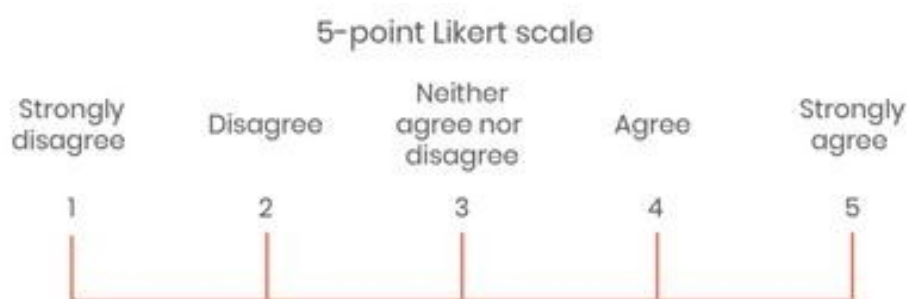 5-point Likert scale
Strongly
disagree
Disagree
Neither
agree nor
disagree
Agree
Strongly
agree
1 2 3 4 5